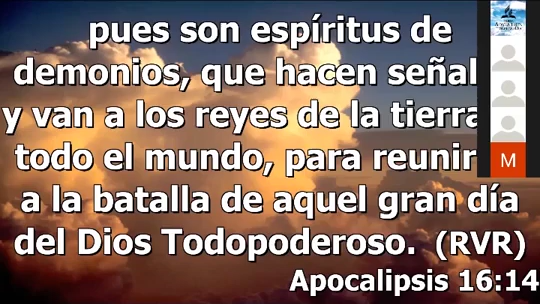 pues son espíritus de
demonios, que hacen señal
y van a los reyes de la tierra
todo el mundo, para reunir
a la batalla de aquel gran día
del Dios Todopoderoso. (RVR)
Apocalipsis 16:14
M